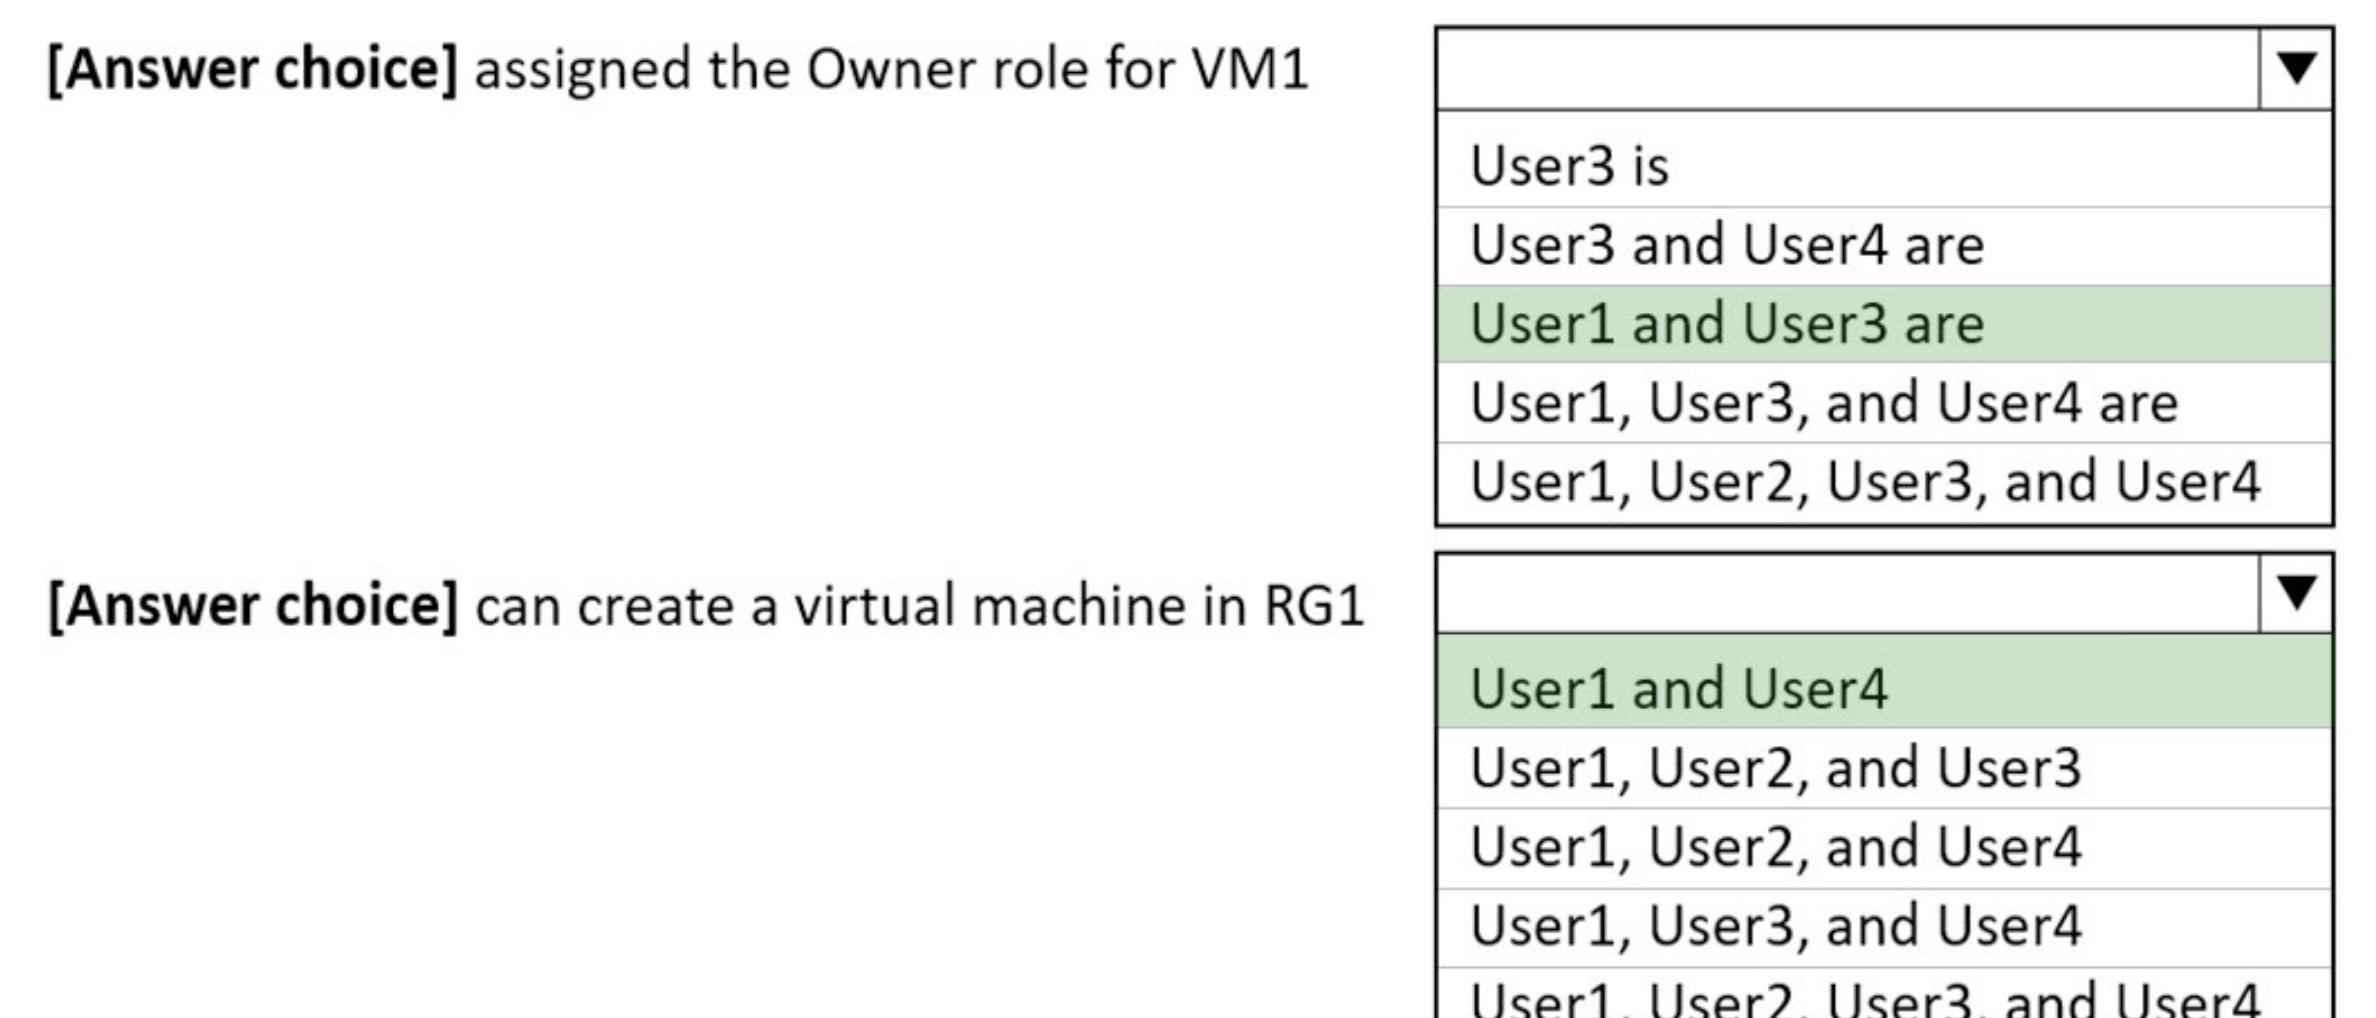 [Answer choice] assigned the Owner role for VM1
User3 is
User3 and User4 are
User1 and User3 are
User1, User3, and User4 are
User1, User2, User3, and User4
[Answer choice] can create a virtual machine in RG1
User1 and User4
User1, User2, and User3
User1, User2, and User4
User1, User3, and User4
User1, User2, User3, and User4